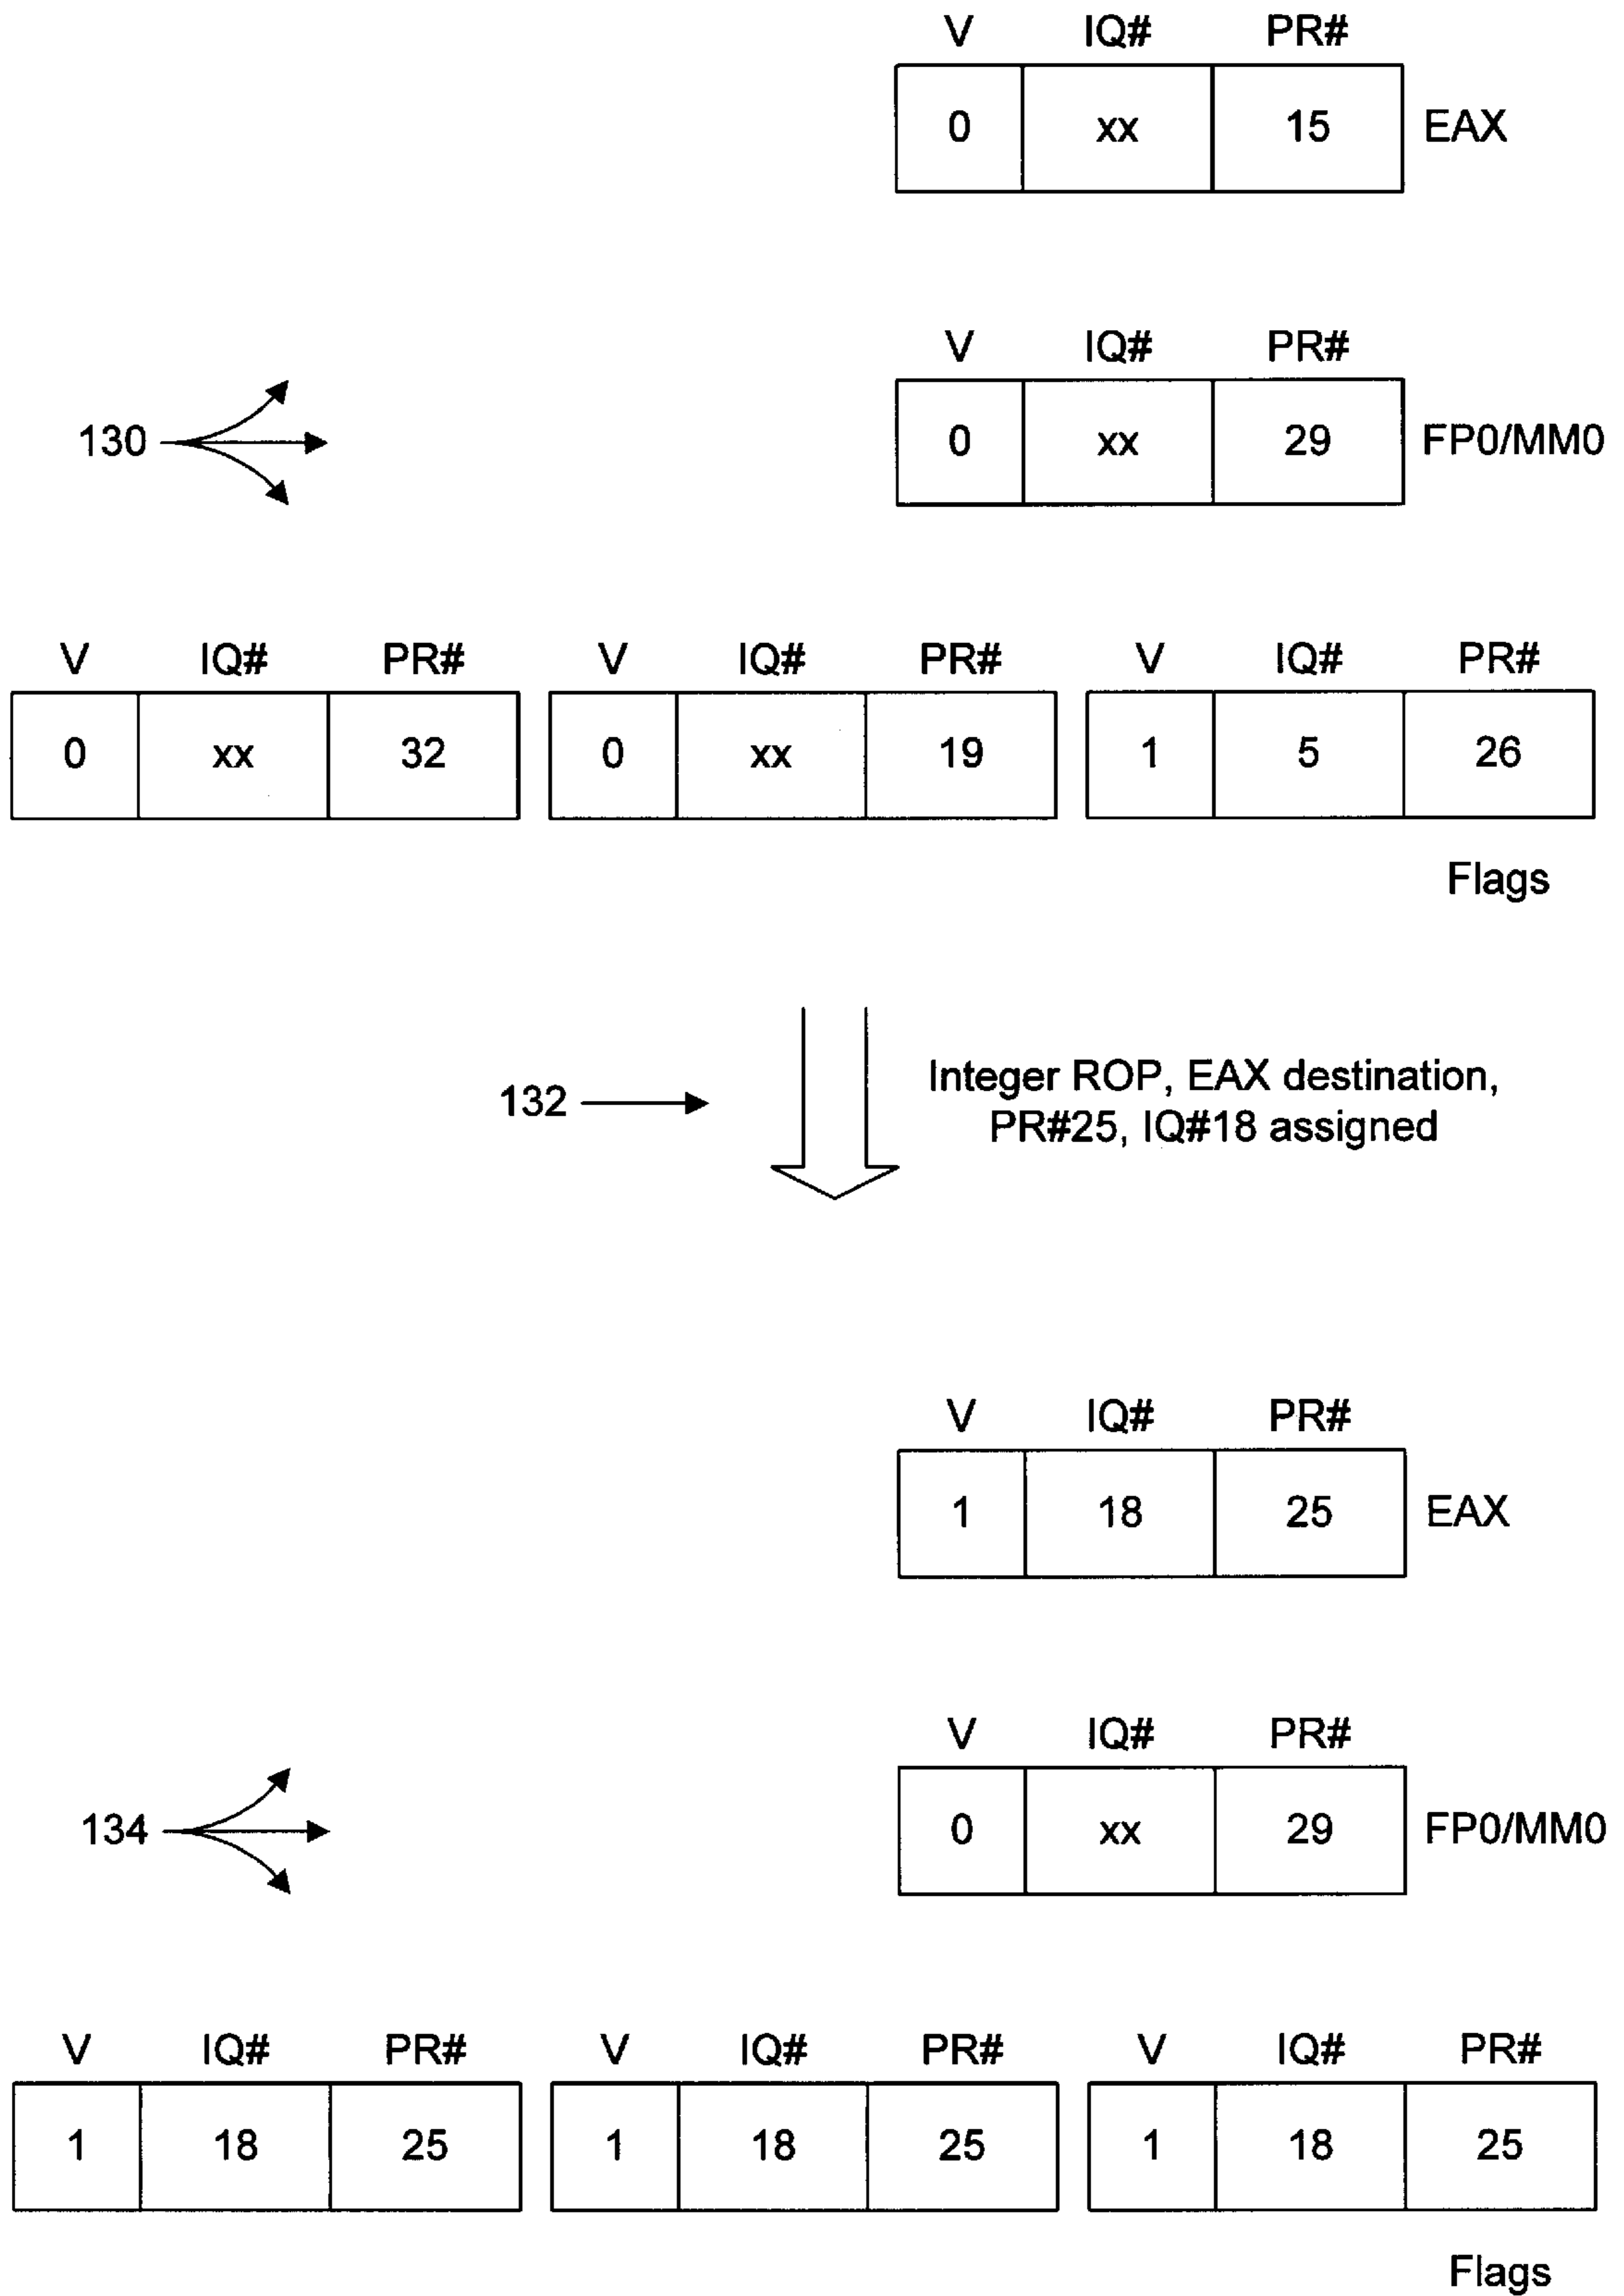 V IQ# PR#
0 xx 15 EAX
V IQ# PR#
130 0 xx 29 FP0/MM0
V IQ# PR# V IQ# PR# V IQ# PR#
0 xx 32 0 xx 19 1 5 26
Flags
132 Integer ROP, EAX destination,
PR#25, IQ#18 assigned
V IQ# PR#
1 18 25 EAX
V IQ# PR#
134 0 xx 29 FP0/MM0
V IQ# PR# V IQ# PR# V IQ# PR#
1 18 25 1 18 25 1 18 25
Flags